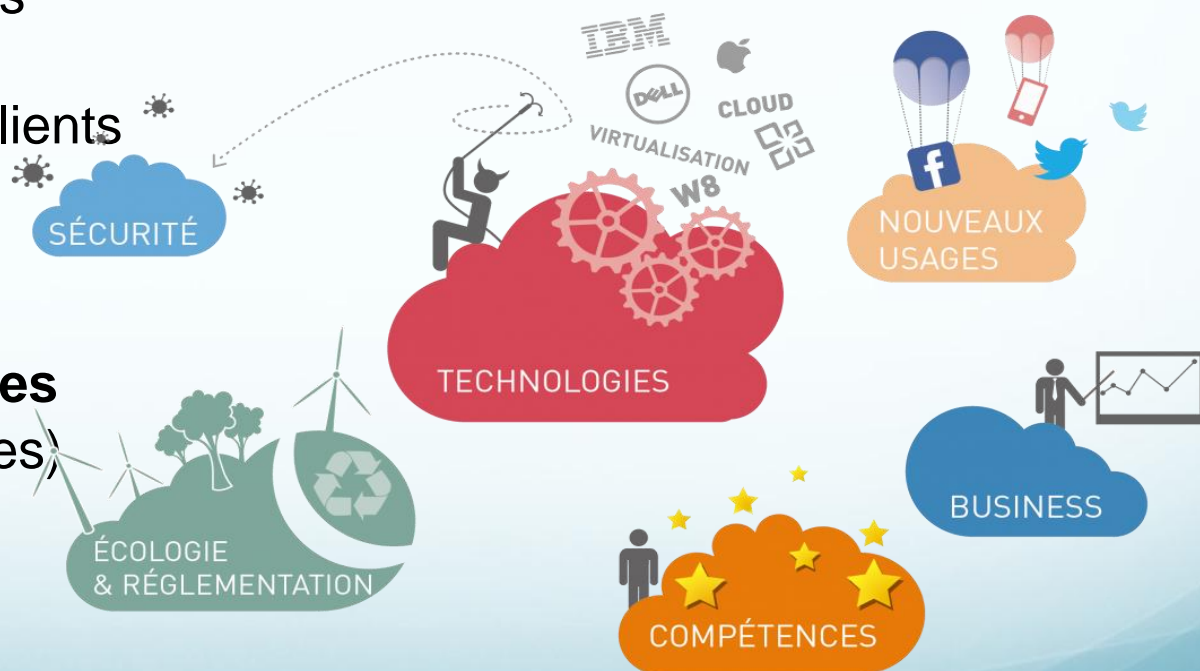 s
lients
es
es)
IBM
DELL
CLOUD
VIRTUALISATION
W8
SÉCURITÉ
TECHNOLOGIES
f
NOUVEAUX
USAGES
ÉCOLOGIE
& RÉGLEMENTATION
BUSINESS
COMPÉTENCES